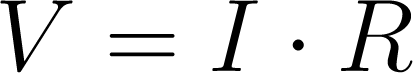 V = I · R